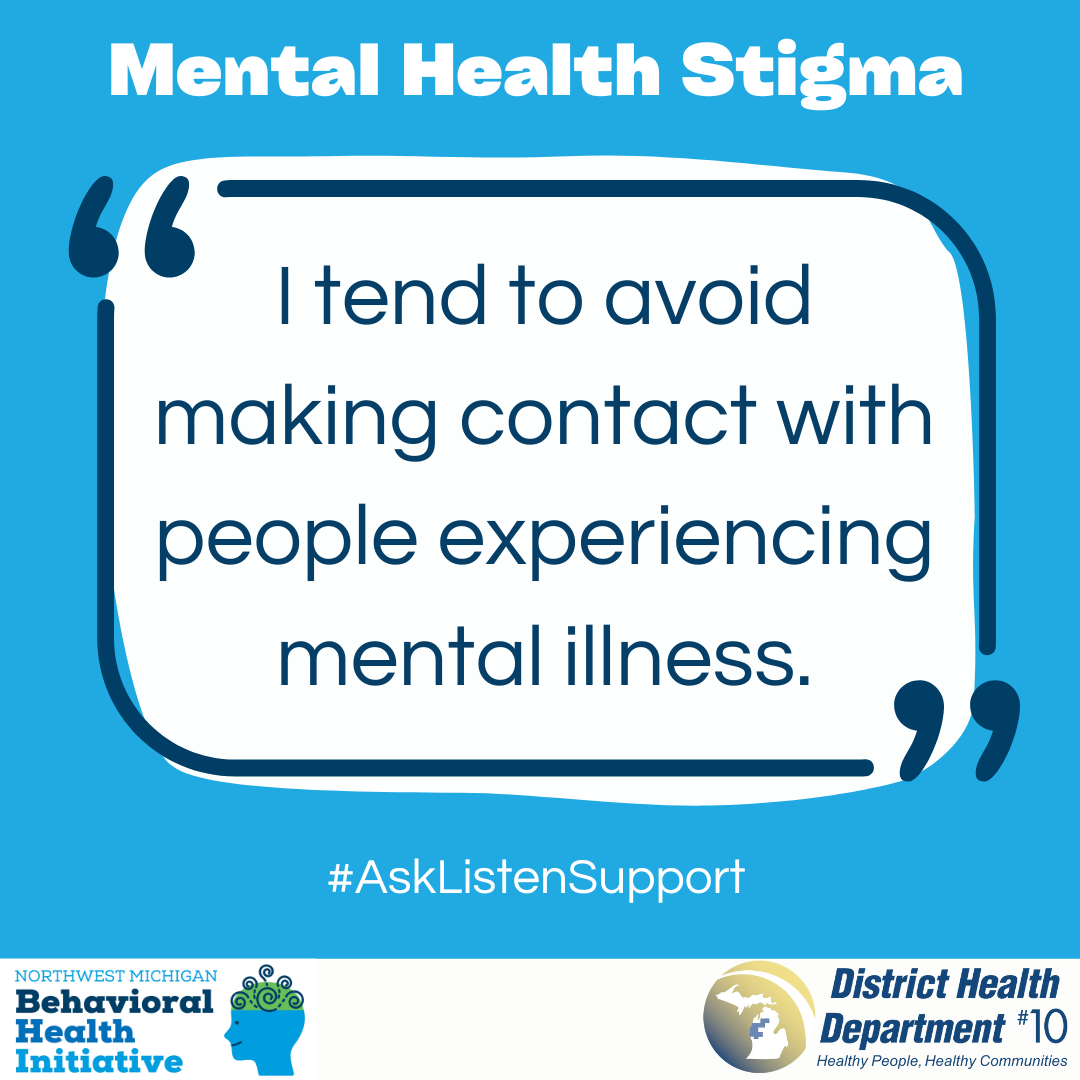 Mental Health Stigma
“
I tend to avoid
making contact with
people experiencing
mental illness.
”
#AskListenSupport
NORTHWEST MICHIGAN
Behavioral
Health
Initiative
District Health
Department #10
Healthy People, Healthy Communities